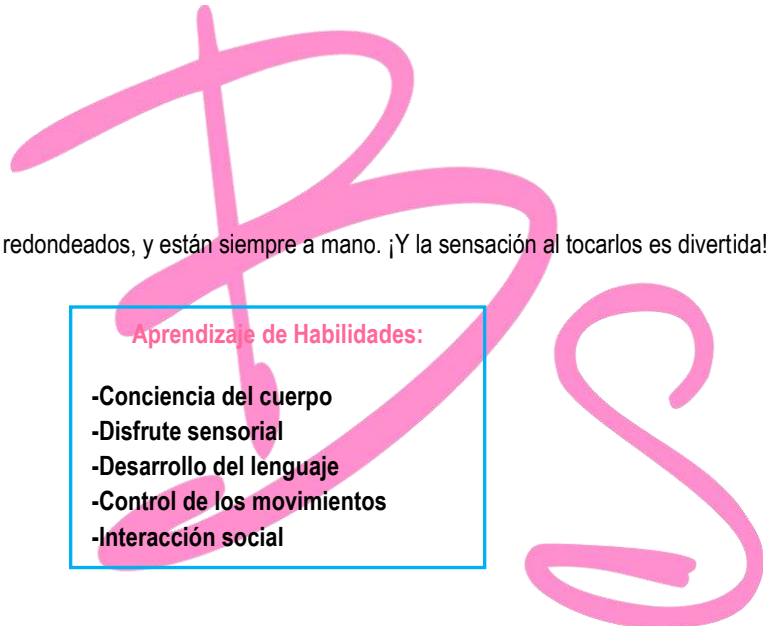 redondeados, y están siempre a mano. ¡Y la sensación al tocarlos es divertida!
Aprendizaje de Habilidades:
-Conciencia del cuerpo
-Disfrute sensorial
-Desarrollo del lenguaje
-Control de los movimientos
-Interacción social
BS